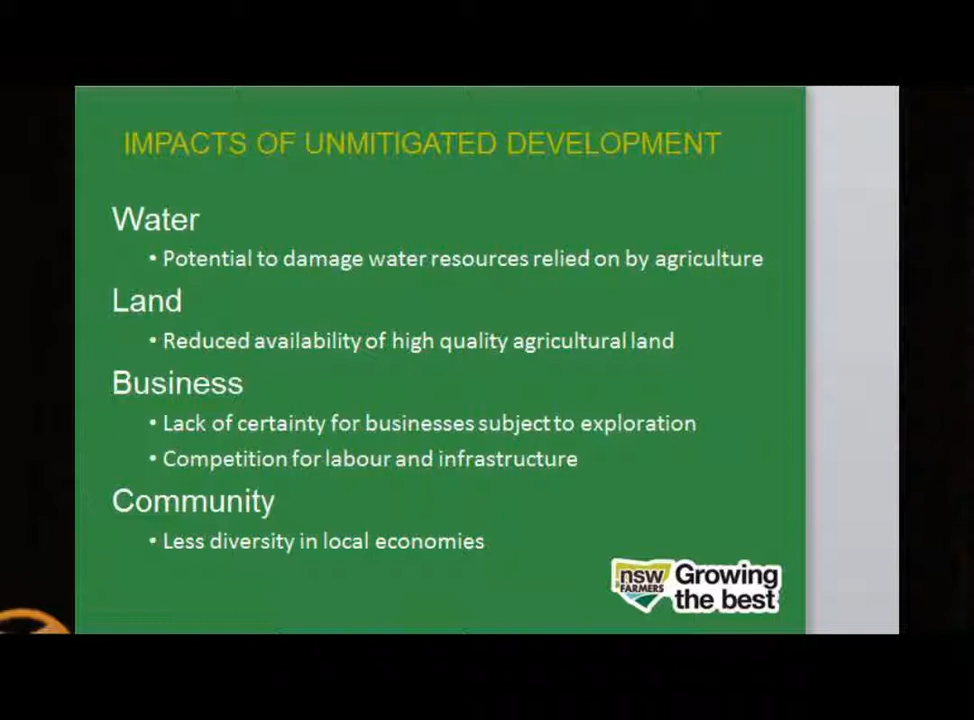 IMPACTS OF UNMITIGATED DEVELOPMENT
Water
• Potential to damage water resources relied on by agriculture
Land
• Reduced availability of high quality agricultural land
Business
• Lack of certainty for businesses subject to exploration
• Competition for labour and infrastructure
Community
• Less diversity in local economies
nsw
FARMERS
Growing
the best